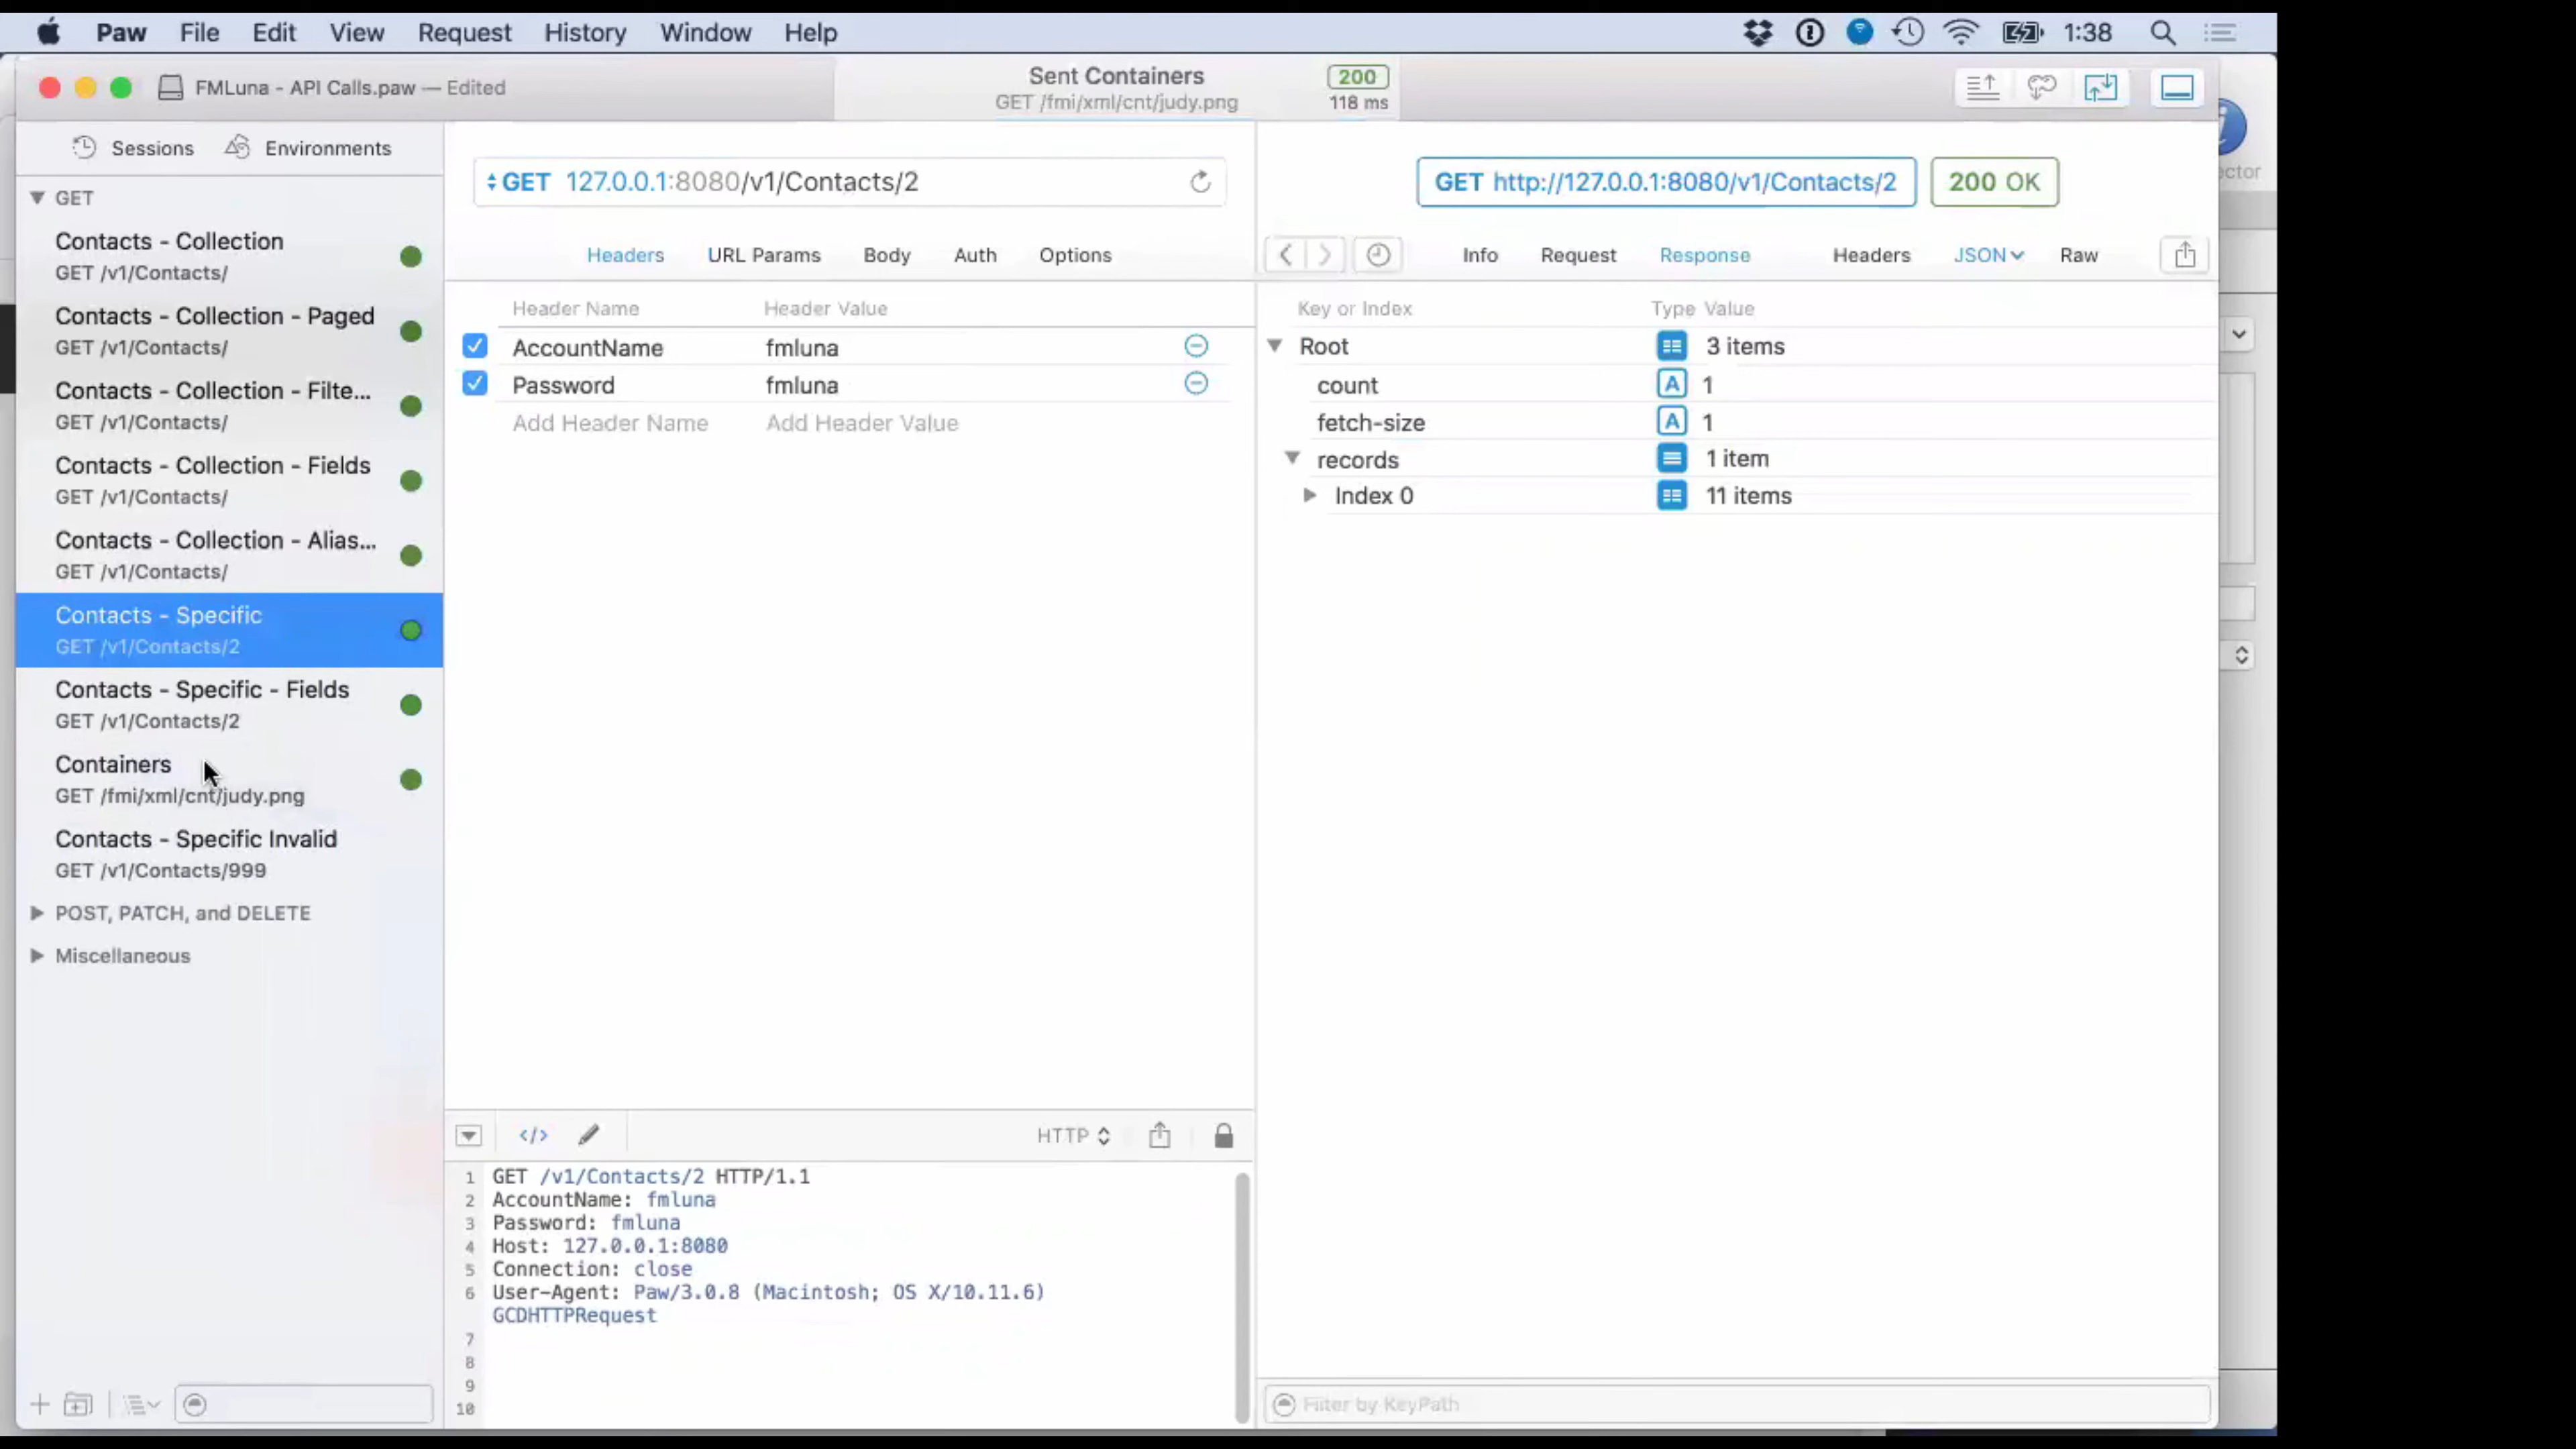 Paw File Edit View Request History Window Help 1:38
FMLuna - API Calls.paw — Edited
Sent Containers 200
GET /fmi/xml/cnt/judy.png 118 ms
Sessions Environments
GET
Contacts - Collection
GET /v1/Contacts/
Contacts - Collection - Paged
GET /v1/Contacts/
Contacts - Collection - Filte...
GET /v1/Contacts/
Contacts - Collection - Fields
GET /v1/Contacts/
Contacts - Collection - Alias...
GET /v1/Contacts/
Contacts - Specific
GET /v1/Contacts/2
Contacts - Specific - Fields
GET /v1/Contacts/2
Containers
GET /fmi/xml/cnt/judy.png
Contacts - Specific Invalid
GET /v1/Contacts/999
POST, PATCH, and DELETE
Miscellaneous
GET 127.0.0.1:8080/v1/Contacts/2
Headers URL Params Body Auth Options
Header Name Header Value
AccountName fmluna
Password fmluna
Add Header Name Add Header Value
HTTP
1 GET /v1/Contacts/2 HTTP/1.1
2 AccountName: fmluna
3 Password: fmluna
4 Host: 127.0.0.1:8080
5 Connection: close
6 User-Agent: Paw/3.0.8 (Macintosh; OS X/10.11.6)
GCDHTTPRequest
7
8
9
10
GET http://127.0.0.1:8080/v1/Contacts/2 200 OK
Info Request Response Headers JSON Raw
Key or Index Type Value
Root 3 items
count A 1
fetch-size A 1
records 1 item
Index 0 11 items
Filter by KeyPath
ector